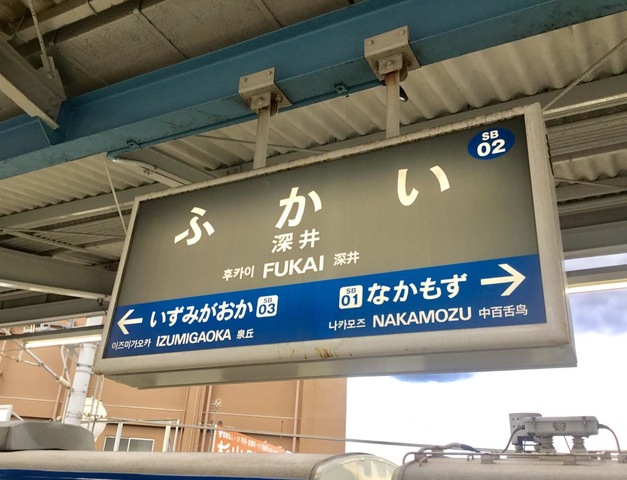 SB
02
ふかい
深井
후카이 FUKAI 深井
← いずみがおか SB 03
이즈미가오카 IZUMIGAOKA 泉丘
SB 01 なかもず →
나카모즈 NAKAMOZU 中百舌鸟